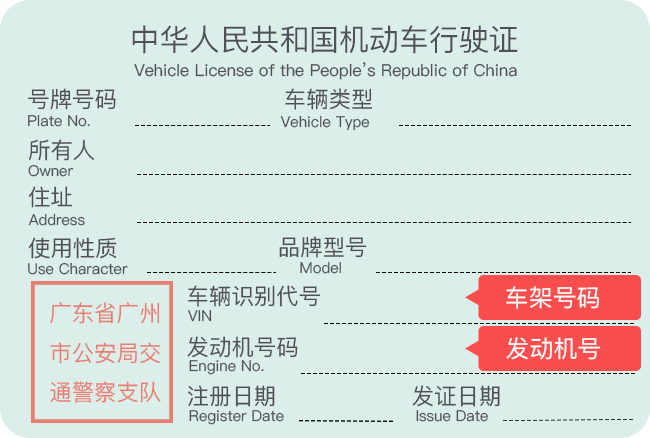 中华人民共和国机动车行驶证
Vehicle License of the People's Republic of China
号牌号码 车辆类型
Plate No. Vehicle Type
所有人
Owner
住址
Address
使用性质 品牌型号
Use Character Model
广东省广州
市公安局交
通警察支队
车辆识别代号 车架号码
VIN
发动机号码 发动机号
Engine No.
注册日期 发证日期
Register Date Issue Date